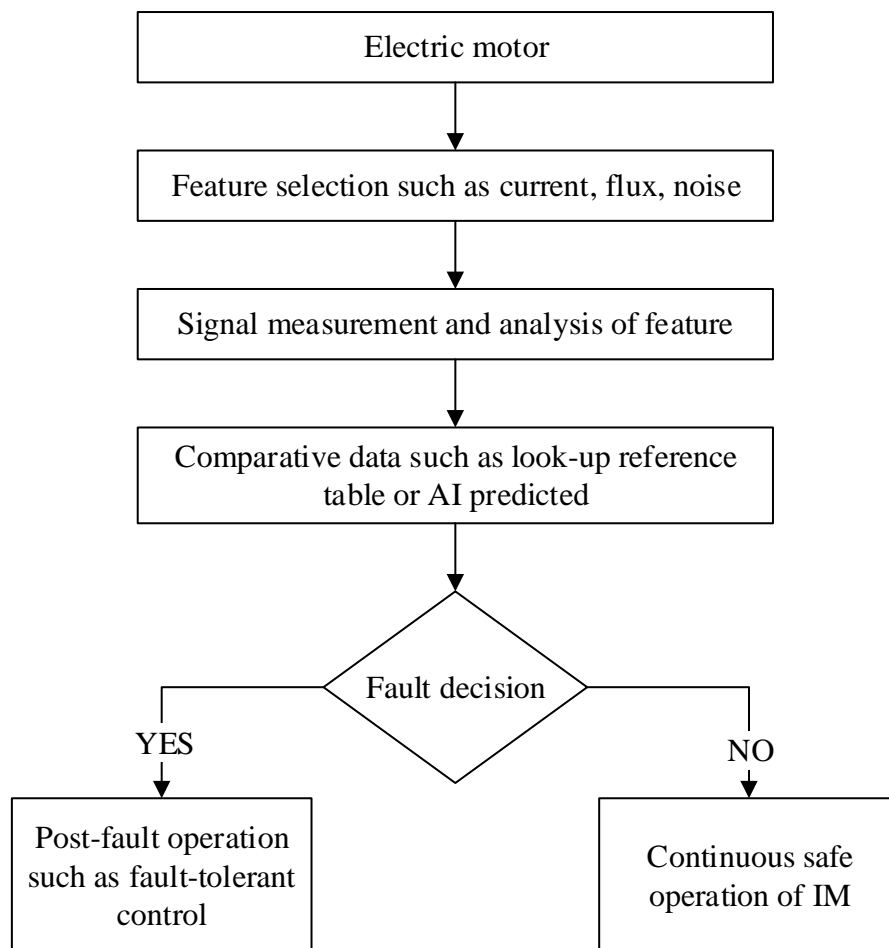 Electric motor
Feature selection such as current, flux, noise
Signal measurement and analysis of feature
Comparative data such as look-up reference
table or AI predicted
Fault decision
YES
NO
Post-fault operation
such as fault-tolerant
control
Continuous safe
operation of IM